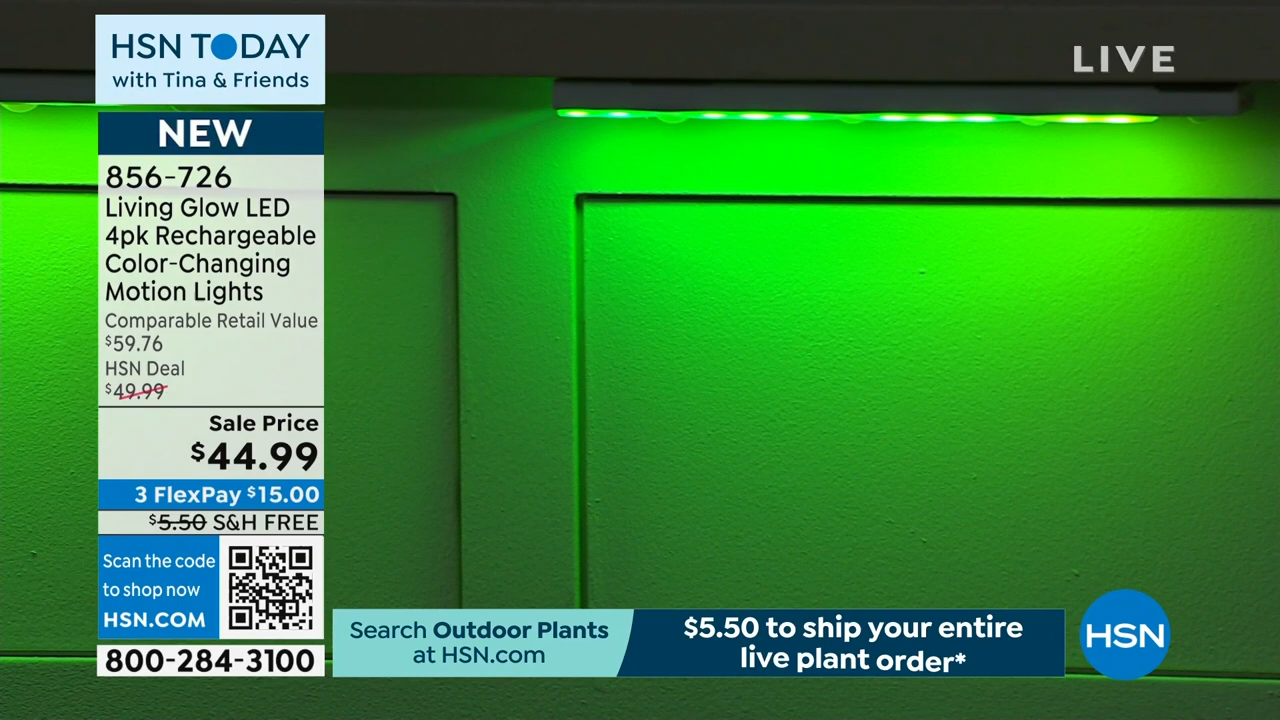 HSN TODAY
with Tina & Friends
LIVE
NEW
856-726
Living Glow LED
4pk Rechargeable
Color-Changing
Motion Lights
Comparable Retail Value
$59.76
HSN Deal
$49.99
Sale Price
$44.99
3 FlexPay $15.00
$5.50 S&H FREE
Scan the code
to shop now
HSN.COM
800-284-3100
Search Outdoor Plants
at HSN.com
$5.50 to ship your entire
live plant order*
HSN